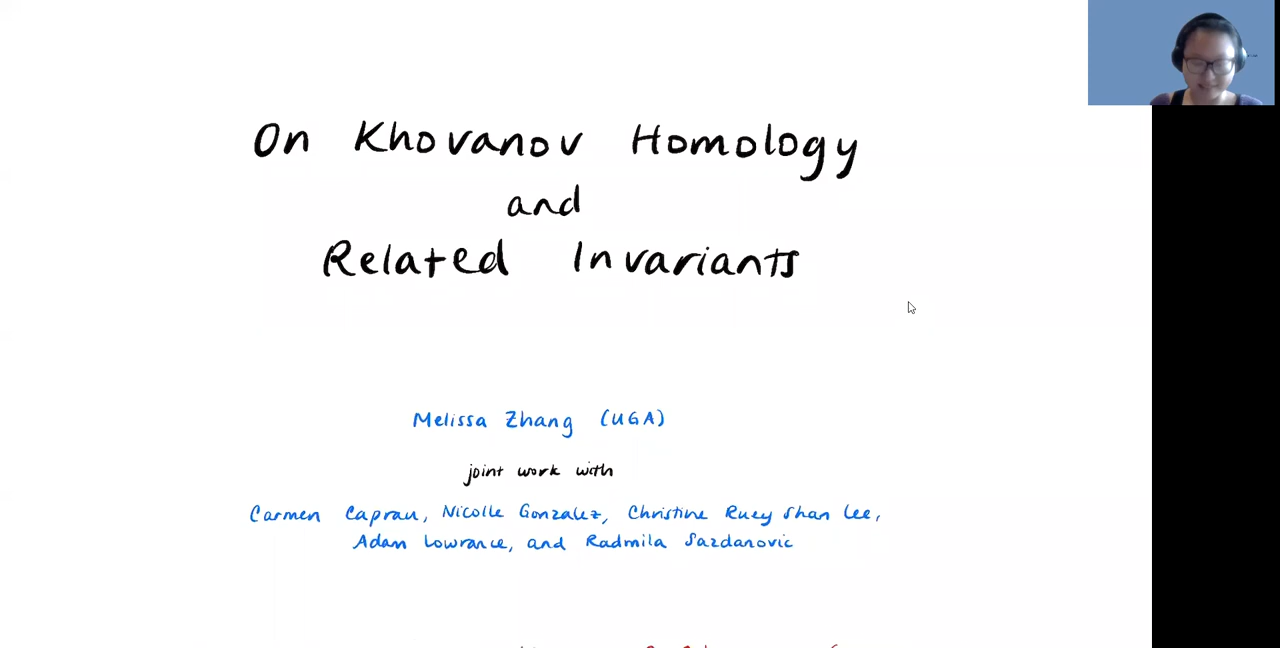 On Khovanov Homology
and
Related Invariants
Melissa Zhang (UGA)
joint work with
Carmen Caprau, Nicolle Gonzalez, Christine Ruey Shan Lee,
Adam Lowrance, and Radmila Sazdanovic